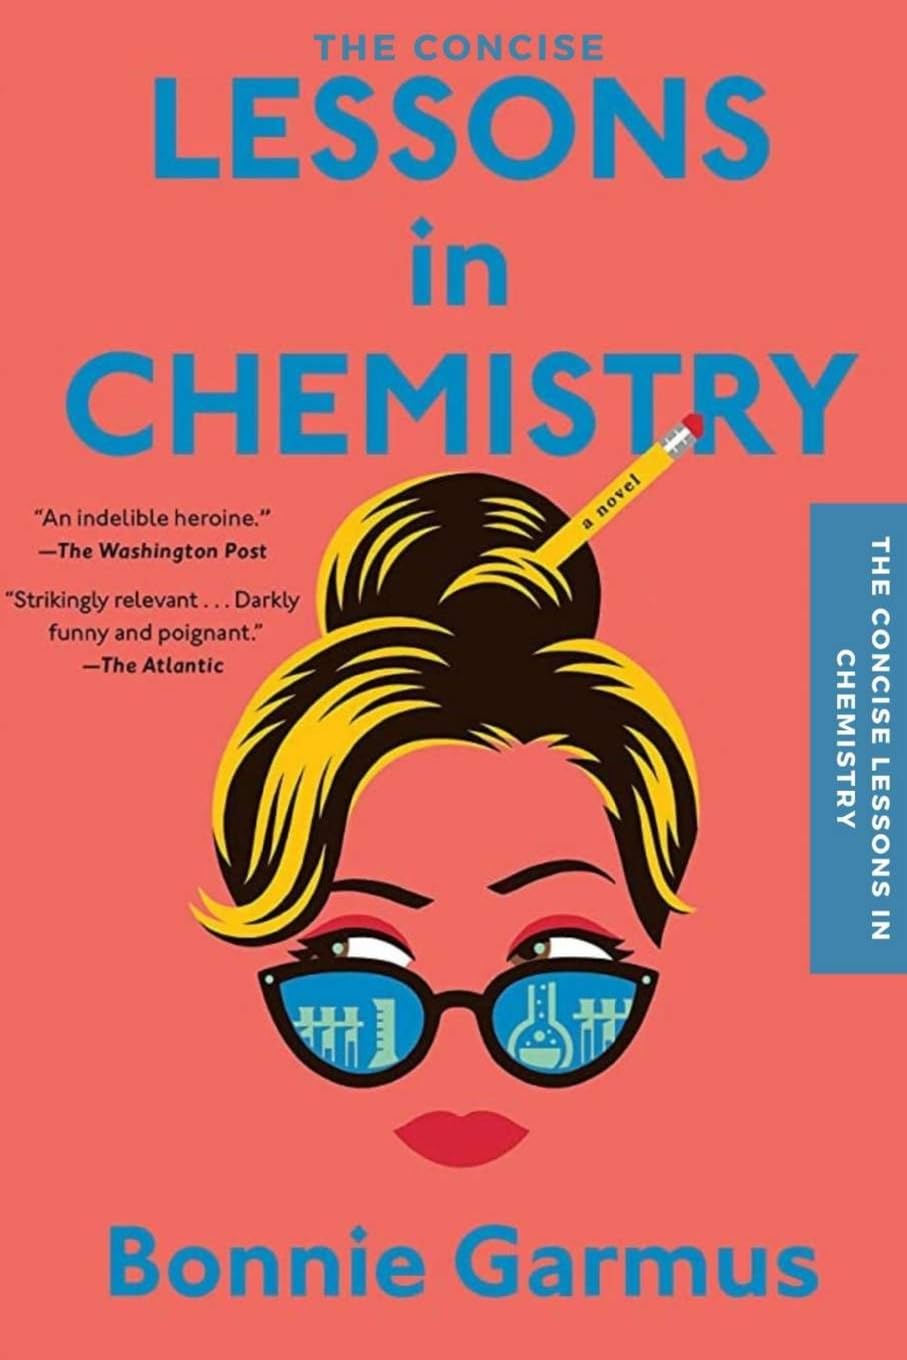 THE CONCISE
LESSONS
in
CHEMISTRY
a novel
“An indelible heroine.”
—The Washington Post
“Strikingly relevant . . . Darkly
funny and poignant.”
—The Atlantic
THE CONCISE LESSONS IN
CHEMISTRY
Bonnie Garmus